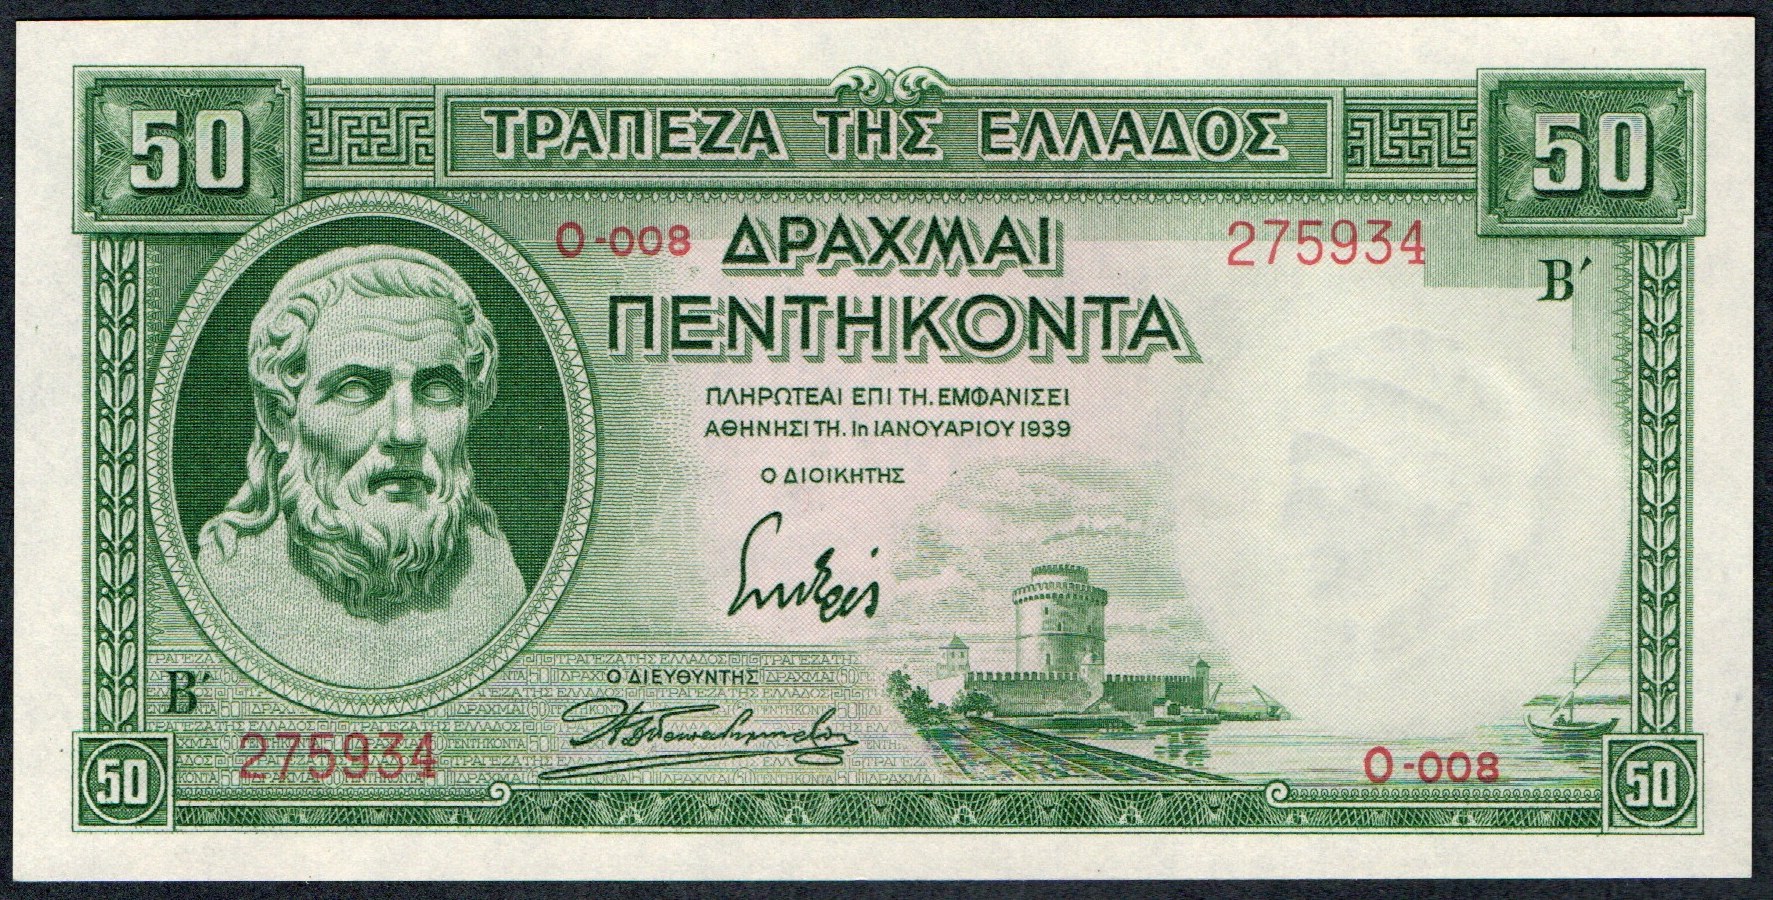 50 ΤΡΑΠΕΖΑ ΤΗΣ ΕΛΛΑΔΟΣ 50
Ο-008 ΔΡΑΧΜΑΙ 275934
ΠΕΝΤΗΚΟΝΤΑ Β΄
ΠΛΗΡΩΤΕΑΙ ΕΠΙ ΤΗ. ΕΜΦΑΝΙΣΕΙ
ΑΘΗΝΗΣΙ ΤΗ. 1η ΙΑΝΟΥΑΡΙΟΥ 1939
Ο ΔΙΟΙΚΗΤΗΣ
Ο ΔΙΕΥΘΥΝΤΗΣ
Β΄
275934 Ο-008
50 50